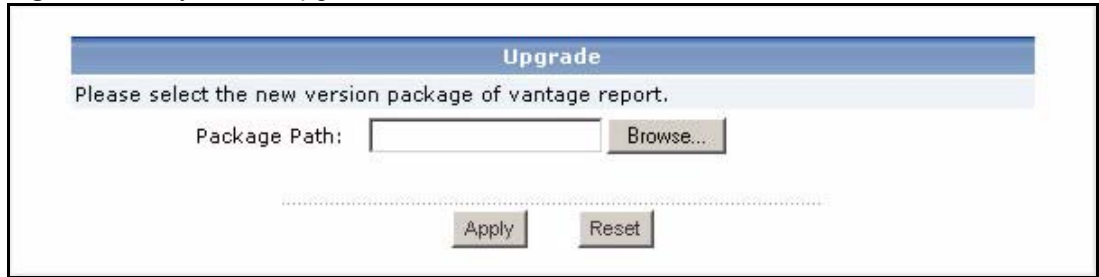 Upgrade
Please select the new version package of vantage report.
Package Path:
Browse...
Apply
Reset